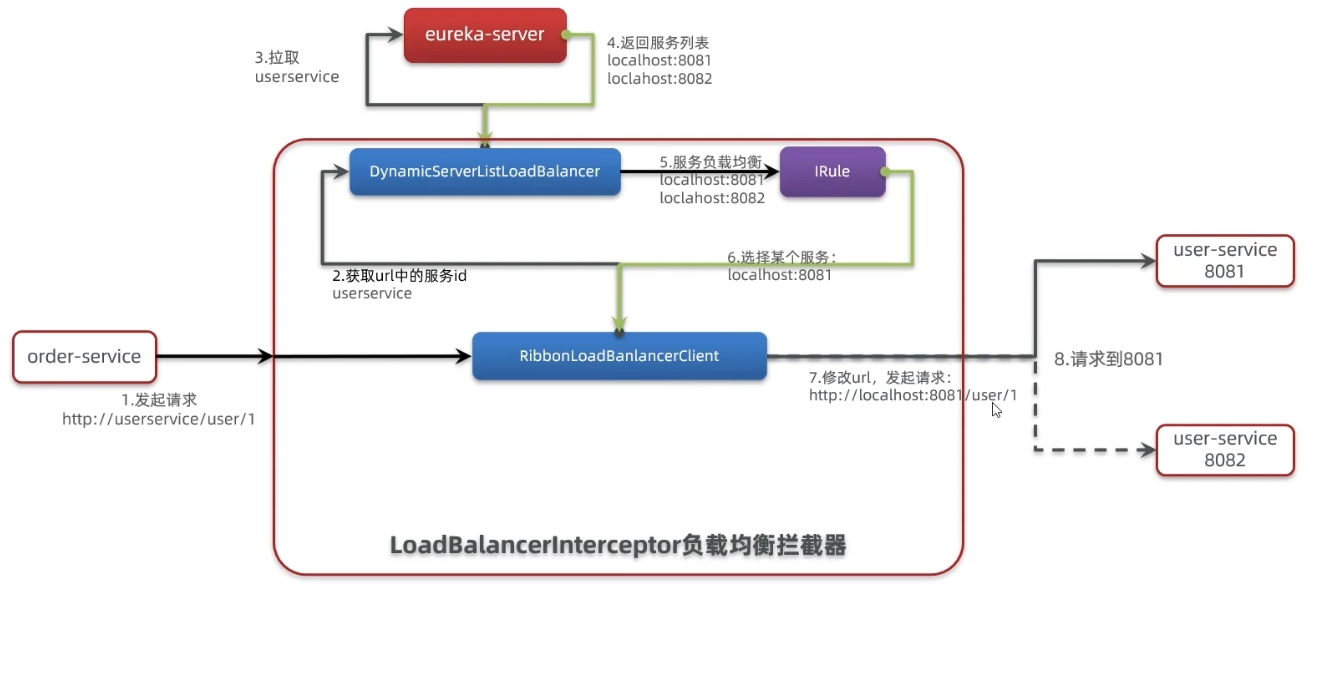 eureka-server
3.拉取
userservice
4.返回服务列表
localhost:8081
loclahost:8082
DynamicServerListLoadBalancer
5.服务负载均衡
localhost:8081
loclahost:8082
IRule
2.获取url中的服务id
userservice
6.选择某个服务：
localhost:8081
order-service
1.发起请求
http://userservice/user/1
RibbonLoadBanlancerClient
7.修改url，发起请求：
http://localhost:8081/user/1
user-service
8081
8.请求到8081
user-service
8082
LoadBalancerInterceptor负载均衡拦截器